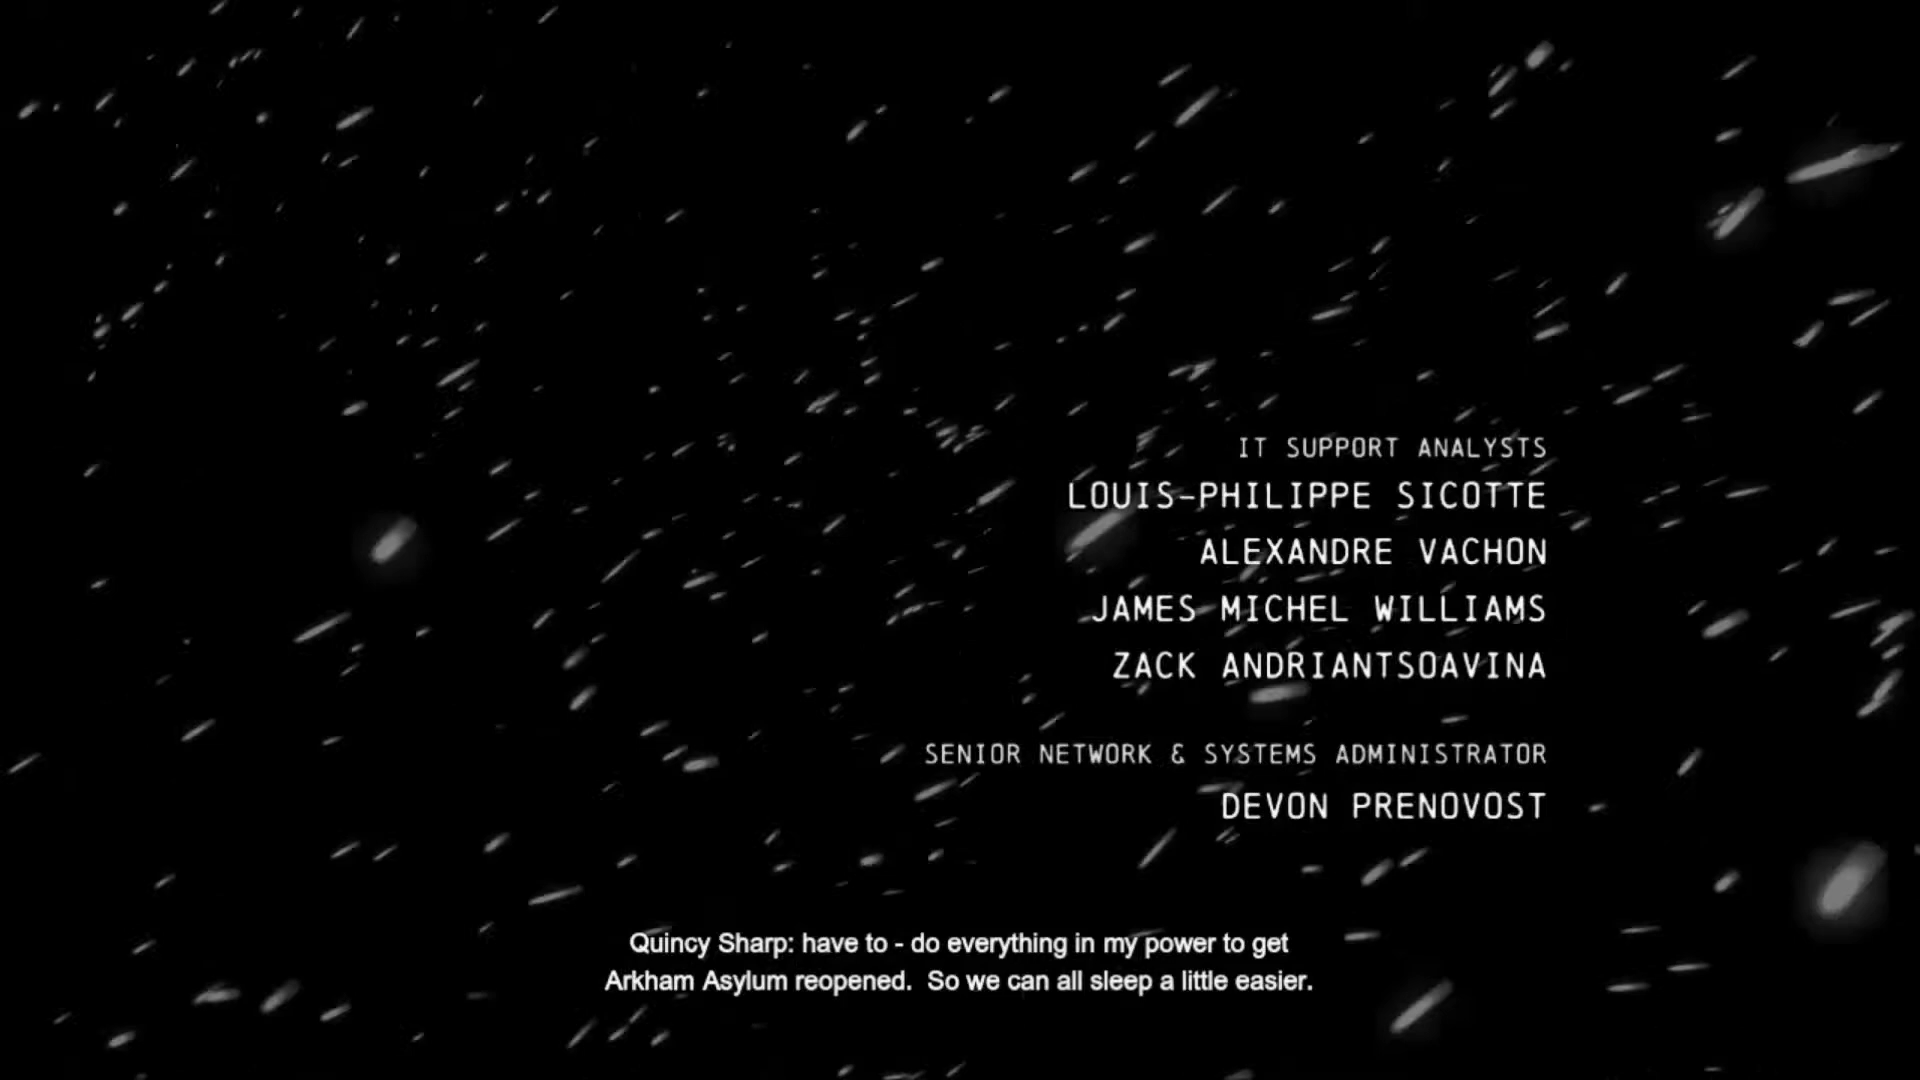 IT SUPPORT ANALYSTS
LOUIS-PHILIPPE SICOTTE
ALEXANDRE VACHON
JAMES MICHEL WILLIAMS
ZACK ANDRIANTSOAVINA
SENIOR NETWORK & SYSTEMS ADMINISTRATOR
DEVON PRENOVOST
Quincy Sharp: have to - do everything in my power to get
Arkham Asylum reopened.  So we can all sleep a little easier.